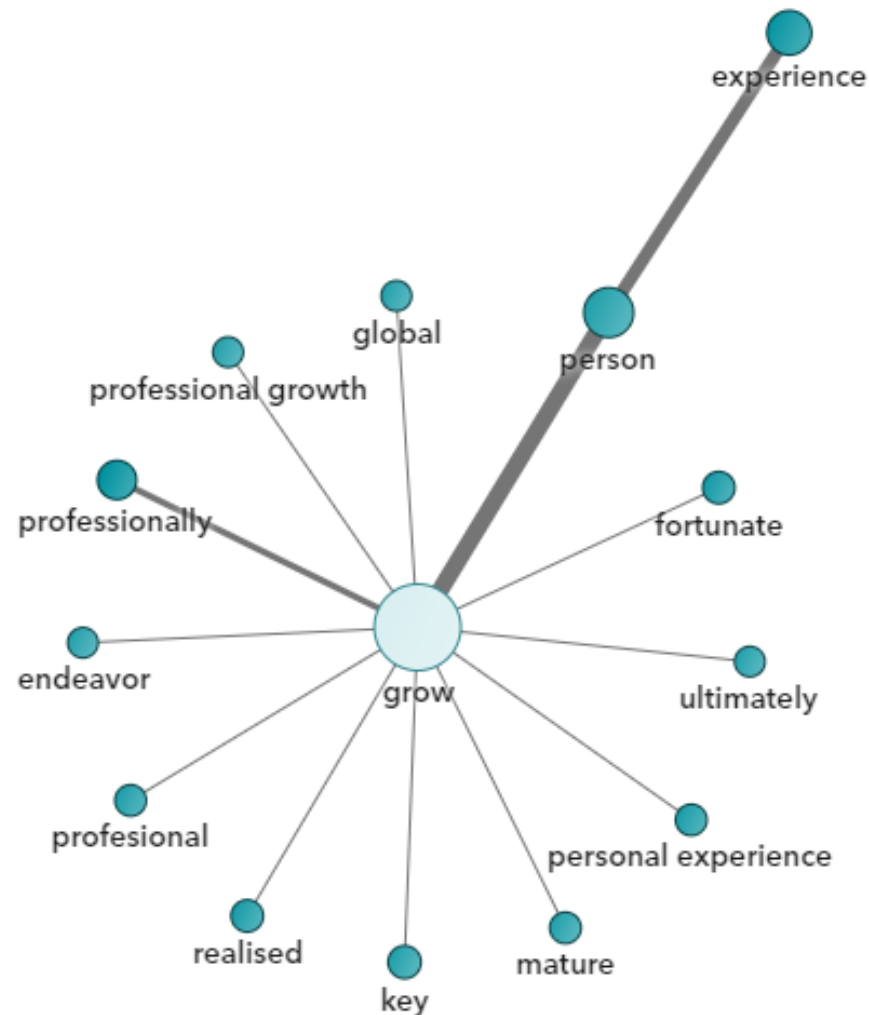 experience
global
person
professional growth
professionally
fortunate
endeavor
grow
ultimately
profesional
personal experience
realised
mature
key